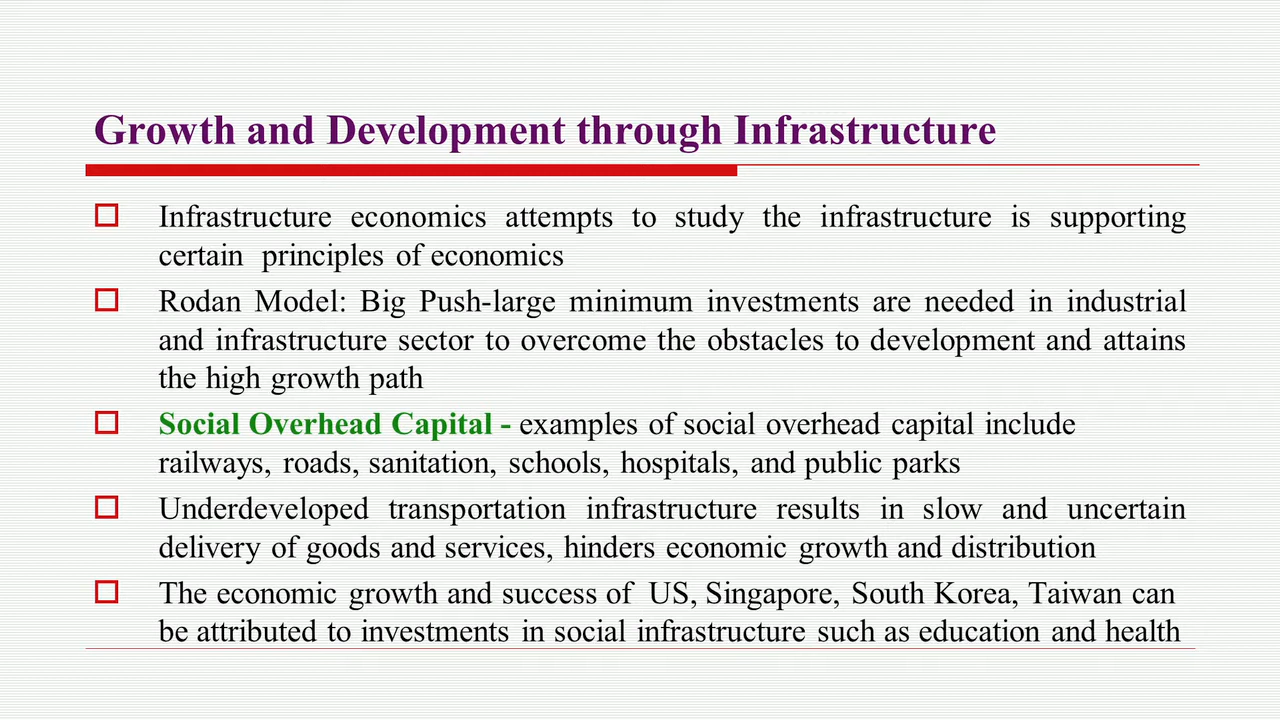 Growth and Development through Infrastructure
Infrastructure economics attempts to study the infrastructure is supporting
certain principles of economics
Rodan Model: Big Push-large minimum investments are needed in industrial
and infrastructure sector to overcome the obstacles to development and attains
the high growth path
Social Overhead Capital - examples of social overhead capital include
railways, roads, sanitation, schools, hospitals, and public parks
Underdeveloped transportation infrastructure results in slow and uncertain
delivery of goods and services, hinders economic growth and distribution
The economic growth and success of US, Singapore, South Korea, Taiwan can
be attributed to investments in social infrastructure such as education and health